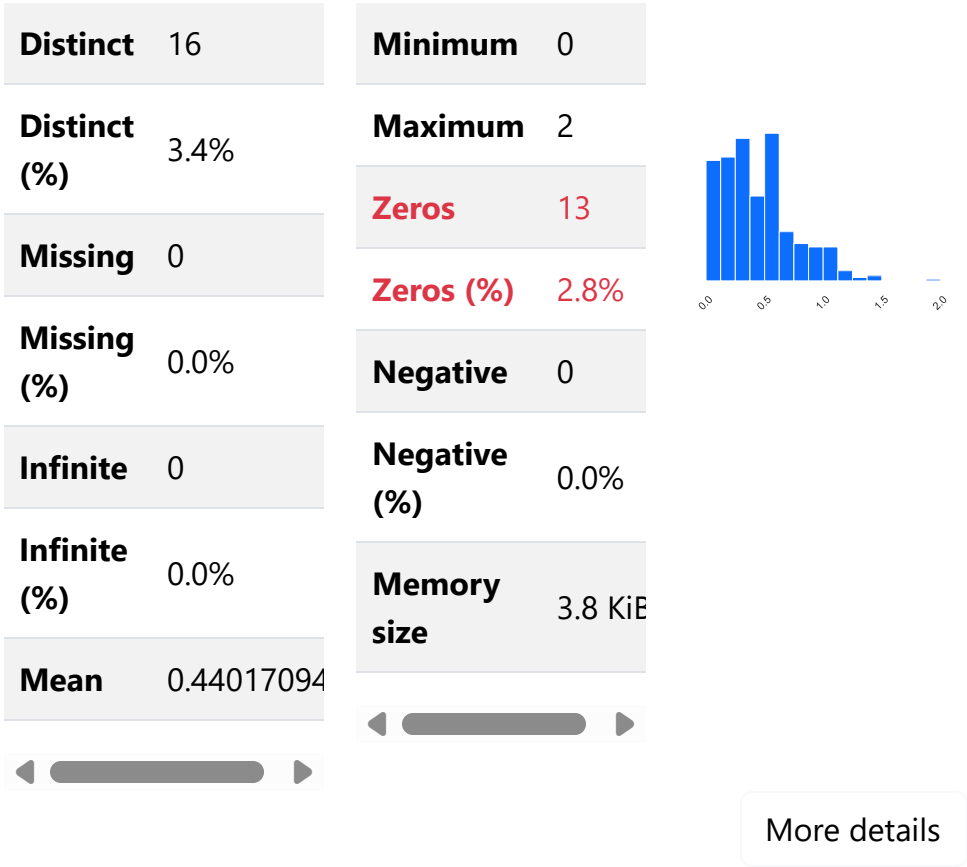 Distinct 16
Distinct
(%) 3.4%
Missing 0
Missing
(%) 0.0%
Infinite 0
Infinite
(%) 0.0%
Mean 0.44017094
Minimum 0
Maximum 2
Zeros 13
Zeros (%) 2.8%
Negative 0
Negative
(%) 0.0%
Memory
size 3.8 KiB
0.0 0.5 1.0 1.5 2.0
More details